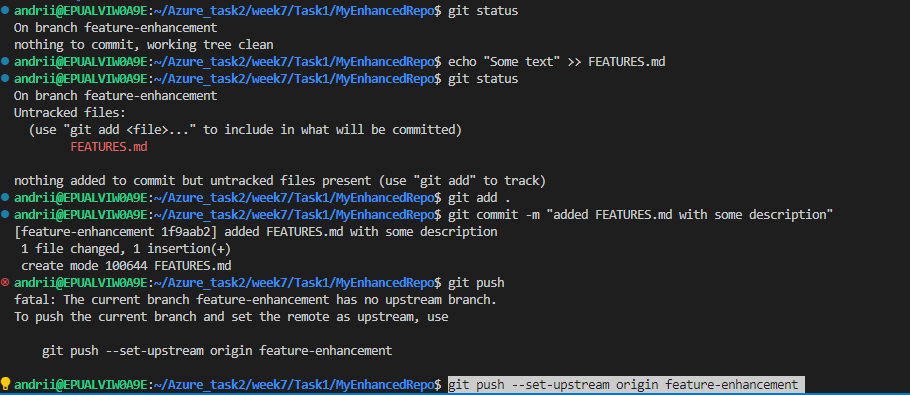 andrii@EPUALVIW0A9E:~/Azure_task2/week7/Task1/MyEnhancedRepo$ git status
On branch feature-enhancement
nothing to commit, working tree clean
andrii@EPUALVIW0A9E:~/Azure_task2/week7/Task1/MyEnhancedRepo$ echo "Some text" >> FEATURES.md
andrii@EPUALVIW0A9E:~/Azure_task2/week7/Task1/MyEnhancedRepo$ git status
On branch feature-enhancement
Untracked files:
  (use "git add <file>..." to include in what will be committed)
        FEATURES.md

nothing added to commit but untracked files present (use "git add" to track)
andrii@EPUALVIW0A9E:~/Azure_task2/week7/Task1/MyEnhancedRepo$ git add .
andrii@EPUALVIW0A9E:~/Azure_task2/week7/Task1/MyEnhancedRepo$ git commit -m "added FEATURES.md with some description"
[feature-enhancement 1f9aab2] added FEATURES.md with some description
 1 file changed, 1 insertion(+)
 create mode 100644 FEATURES.md
andrii@EPUALVIW0A9E:~/Azure_task2/week7/Task1/MyEnhancedRepo$ git push
fatal: The current branch feature-enhancement has no upstream branch.
To push the current branch and set the remote as upstream, use

    git push --set-upstream origin feature-enhancement

andrii@EPUALVIW0A9E:~/Azure_task2/week7/Task1/MyEnhancedRepo$ git push --set-upstream origin feature-enhancement